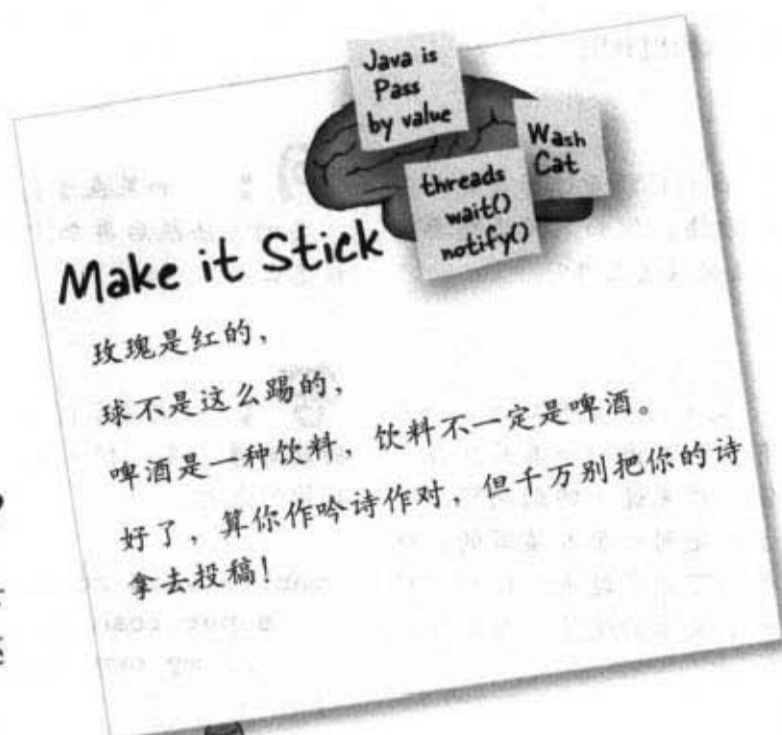 Java is
Pass
by value
Wash
Cat
threads
wait()
notify()
Make it Stick
玫瑰是红的，
球不是这么踢的，
啤酒是一种饮料，饮料不一定是啤酒。
好了，算你作吟诗作对，但千万别把你的诗
拿去投稿！